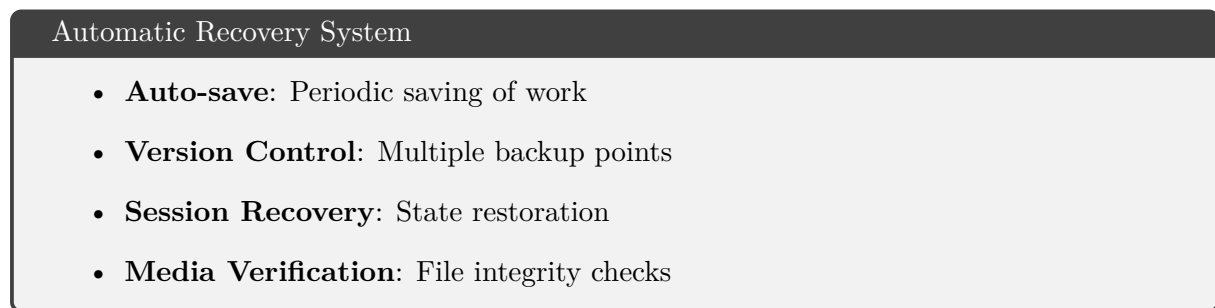 Automatic Recovery System
• Auto-save: Periodic saving of work
• Version Control: Multiple backup points
• Session Recovery: State restoration
• Media Verification: File integrity checks